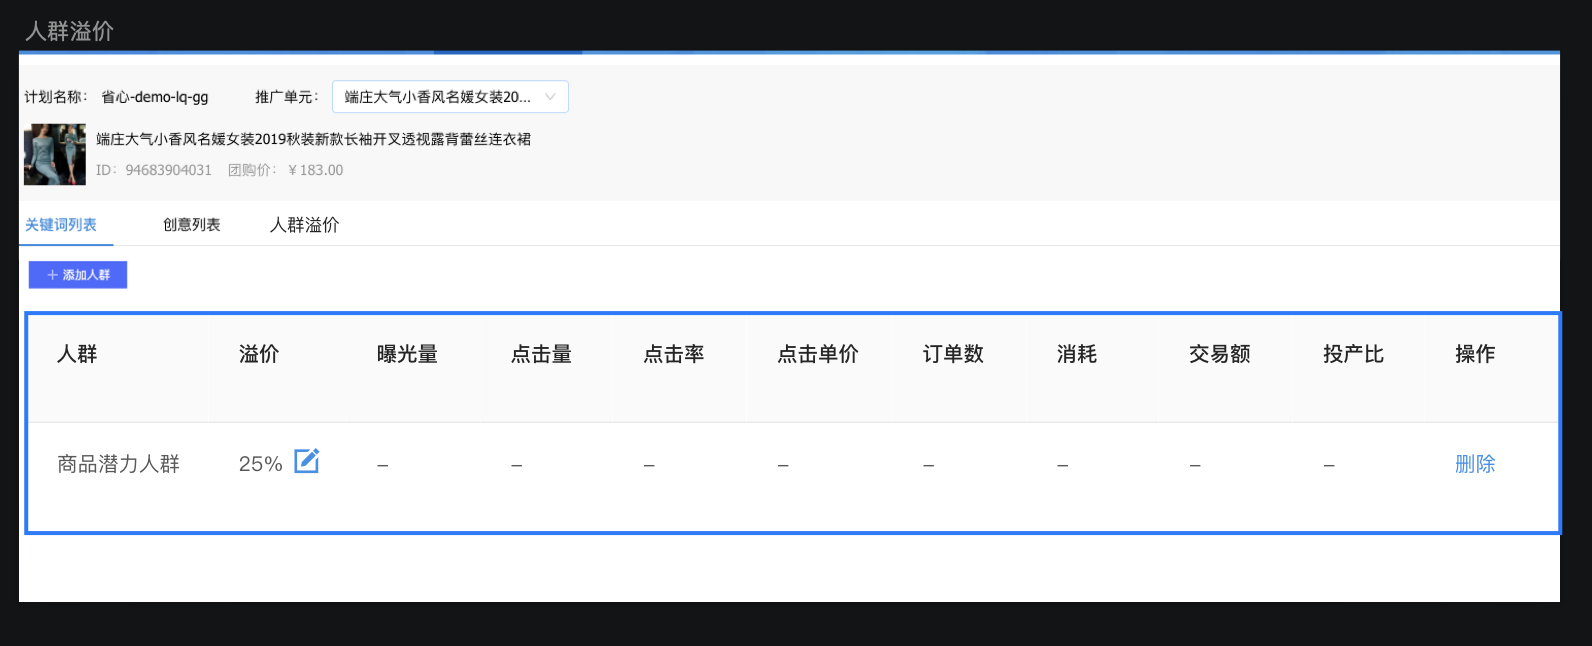 人群溢价
计划名称： 省心-demo-lq-gg 推广单元： 端庄大气小香风名媛女装20...
端庄大气小香风名媛女装2019秋装新款长袖开叉透视露背蕾丝连衣裙
ID： 94683904031 团购价： ￥183.00
关键词列表 创意列表 人群溢价
＋ 添加人群
人群 溢价 曝光量 点击量 点击率 点击单价 订单数 消耗 交易额 投产比 操作
商品潜力人群 25% – – – – – – – – 删除